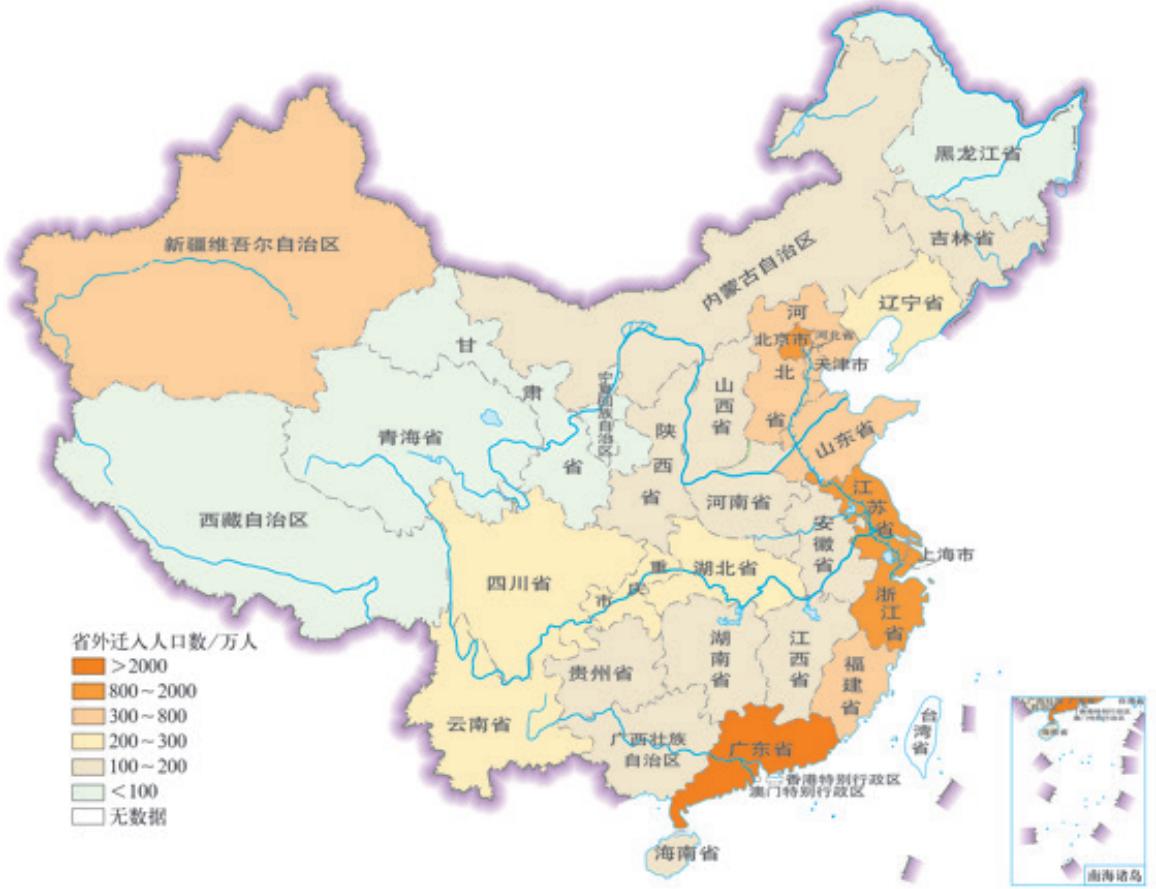 黑龙江省
吉林省
辽宁省
内蒙古自治区
新疆维吾尔自治区
河北省
北京市
河北省
天津市
甘肃省
宁夏回族自治区
山西省
陕西省
山东省
青海省
西藏自治区
河南省
江苏省
安徽省
上海市
四川省
重庆市
湖北省
浙江省
湖南省
江西省
福建省
贵州省
云南省
广西壮族
自治区
广东省
台湾省
香港特别行政区
澳门特别行政区
海南省
省外迁入人口数/万人
>2000
800~2000
300~800
200~300
100~200
<100
无数据
南海诸岛